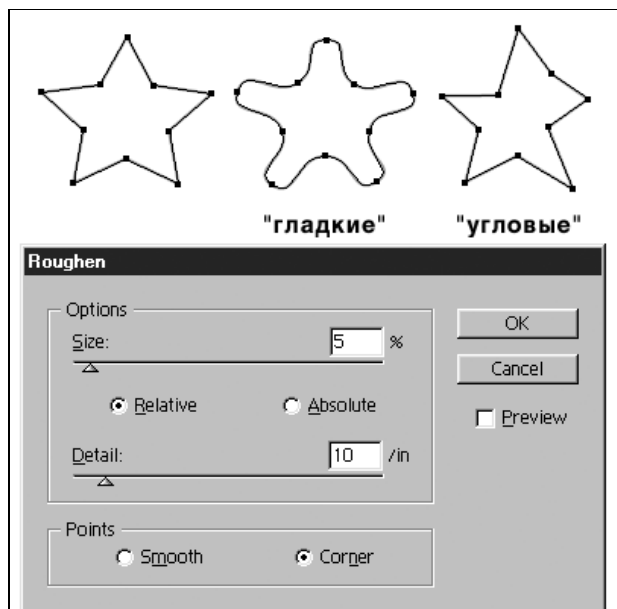 "гладкие" "угловые"
Roughen
Options
Size: 5 %
Relative Absolute
Detail: 10 /in
Points
Smooth Corner
OK
Cancel
Preview